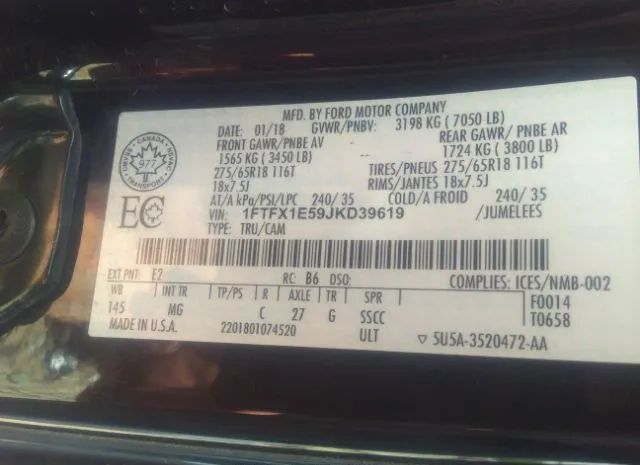 MFD. BY FORD MOTOR COMPANY
DATE: 01/18 GVWR/PNBV: 3198 KG ( 7050 LB)
FRONT GAWR/PNBE AV REAR GAWR/ PNBE AR
1565 KG ( 3450 LB) 1724 KG ( 3800 LB)
275/65R18 116T TIRES/PNEUS 275/65R18 116T
18x7.5J RIMS/JANTES 18x7.5J
AT/A kPa/PSI/LPC 240/ 35 COLD/A FROID 240/ 35
VIN: 1FTFX1E59JKD39619 /JUMELEES
TYPE: TRU/CAM
CANADA
977
TRANSPORT
EC
EXT PNT: E2 RC: B6 DSO: COMPLIES: ICES/NMB-002
WB INT TR TP/PS R AXLE TR SPR F0014
145 MG C 27 G SSCC T0658
MADE IN U.S.A. 2201801074520 ULT 5U5A-3520472-AA